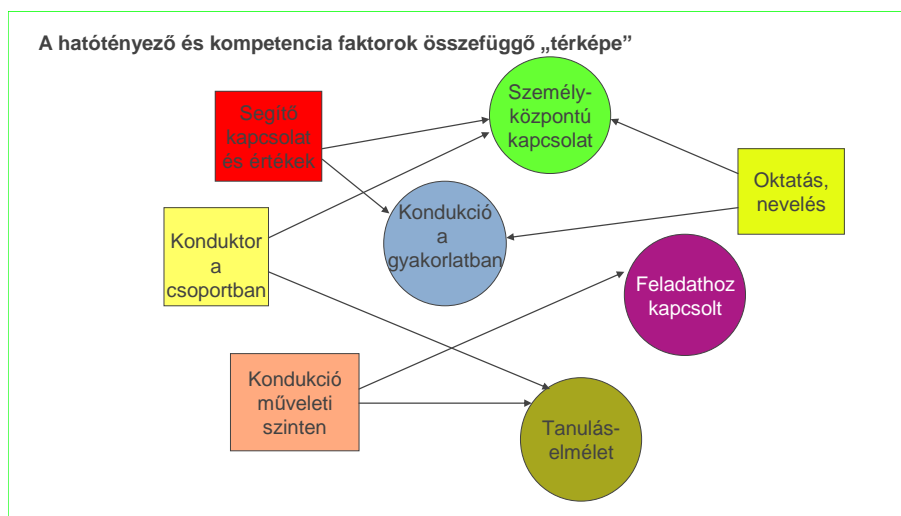 A hatótényező és kompetencia faktorok összefüggő „térképe”
Segítő
kapcsolat
és értékek
Személy-
központú
kapcsolat
Oktatás,
nevelés
Konduktor
a
csoportban
Kondukció
a
gyakorlatban
Feladathoz
kapcsolt
Kondukció
műveleti
szinten
Tanulás-
elmélet